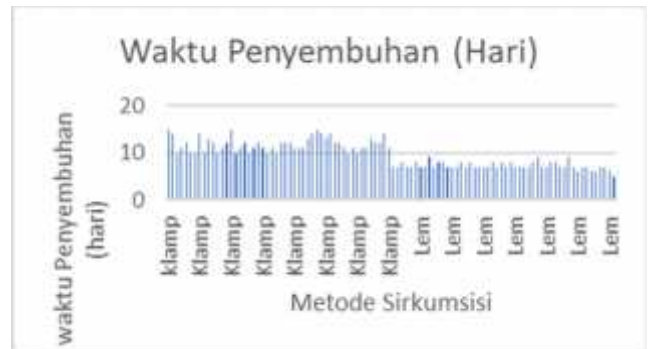 Waktu Penyembuhan (Hari)
waktu Penyembuhan
(hari)
20
10
0
klamp
Klamp
Klamp
Klamp
Klamp
Klamp
Klamp
Klamp
Lem
Lem
Lem
Lem
Lem
Lem
Lem
Metode Sirkumsisi